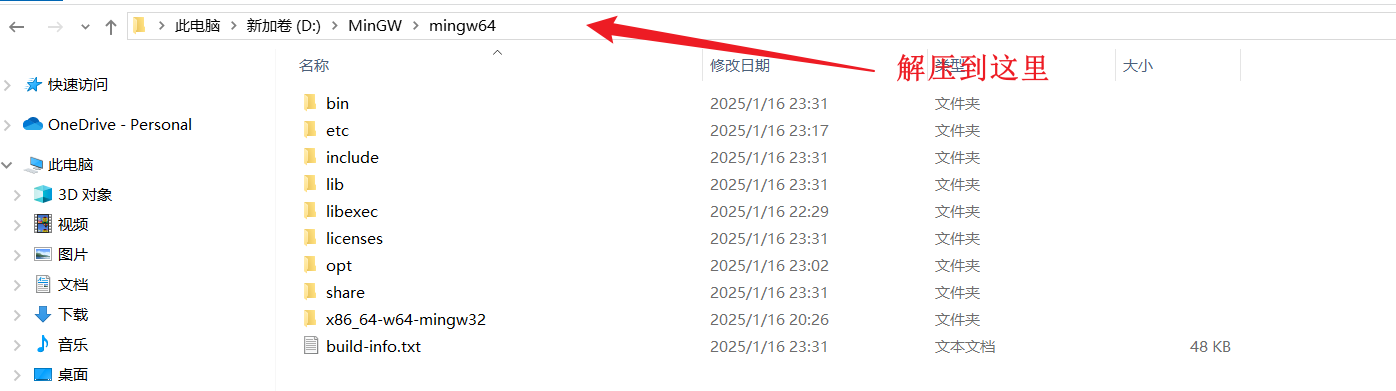 此电脑 > 新加卷 (D:) > MinGW > mingw64
解压到这里
名称 修改日期 类型 大小
快速访问
OneDrive - Personal
此电脑
3D 对象
视频
图片
文档
下载
音乐
桌面
bin 2025/1/16 23:31 文件夹
etc 2025/1/16 23:17 文件夹
include 2025/1/16 23:31 文件夹
lib 2025/1/16 23:31 文件夹
libexec 2025/1/16 22:29 文件夹
licenses 2025/1/16 23:31 文件夹
opt 2025/1/16 23:02 文件夹
share 2025/1/16 23:31 文件夹
x86_64-w64-mingw32 2025/1/16 20:26 文件夹
build-info.txt 2025/1/16 23:31 文本文档 48 KB